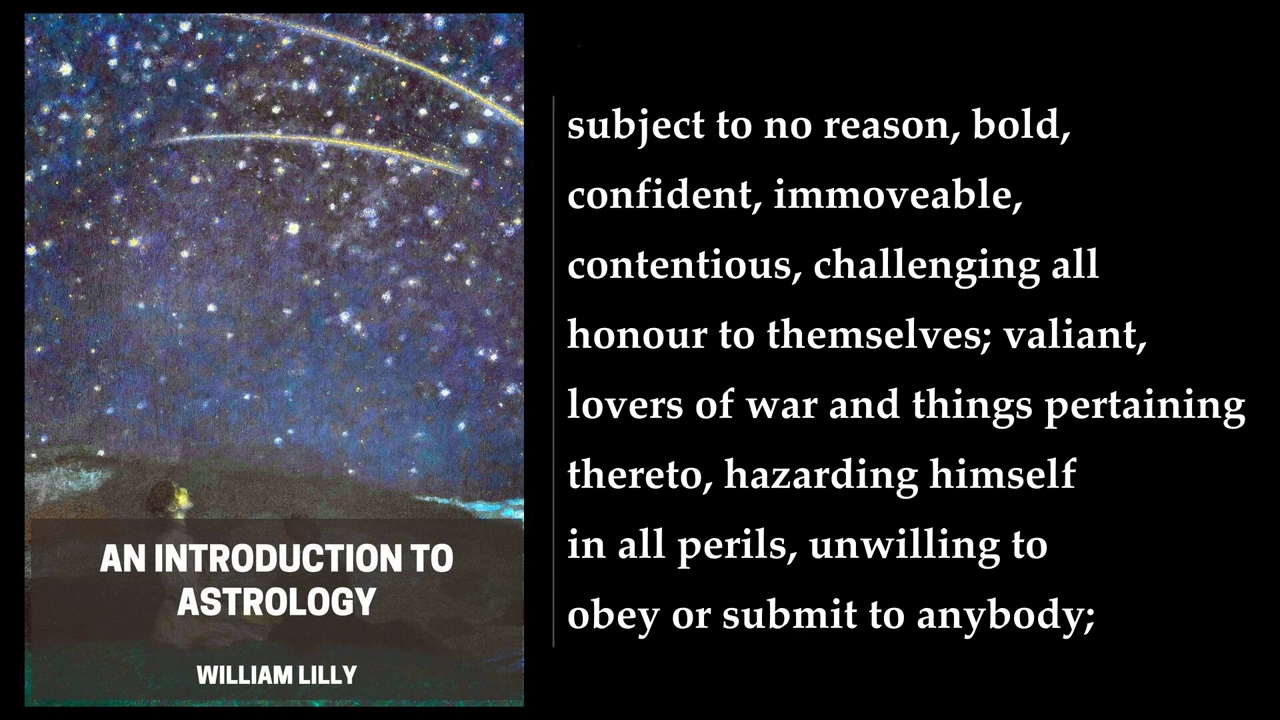 AN INTRODUCTION TO
ASTROLOGY
WILLIAM LILLY
subject to no reason, bold,
confident, immoveable,
contentious, challenging all
honour to themselves; valiant,
lovers of war and things pertaining
thereto, hazarding himself
in all perils, unwilling to
obey or submit to anybody;